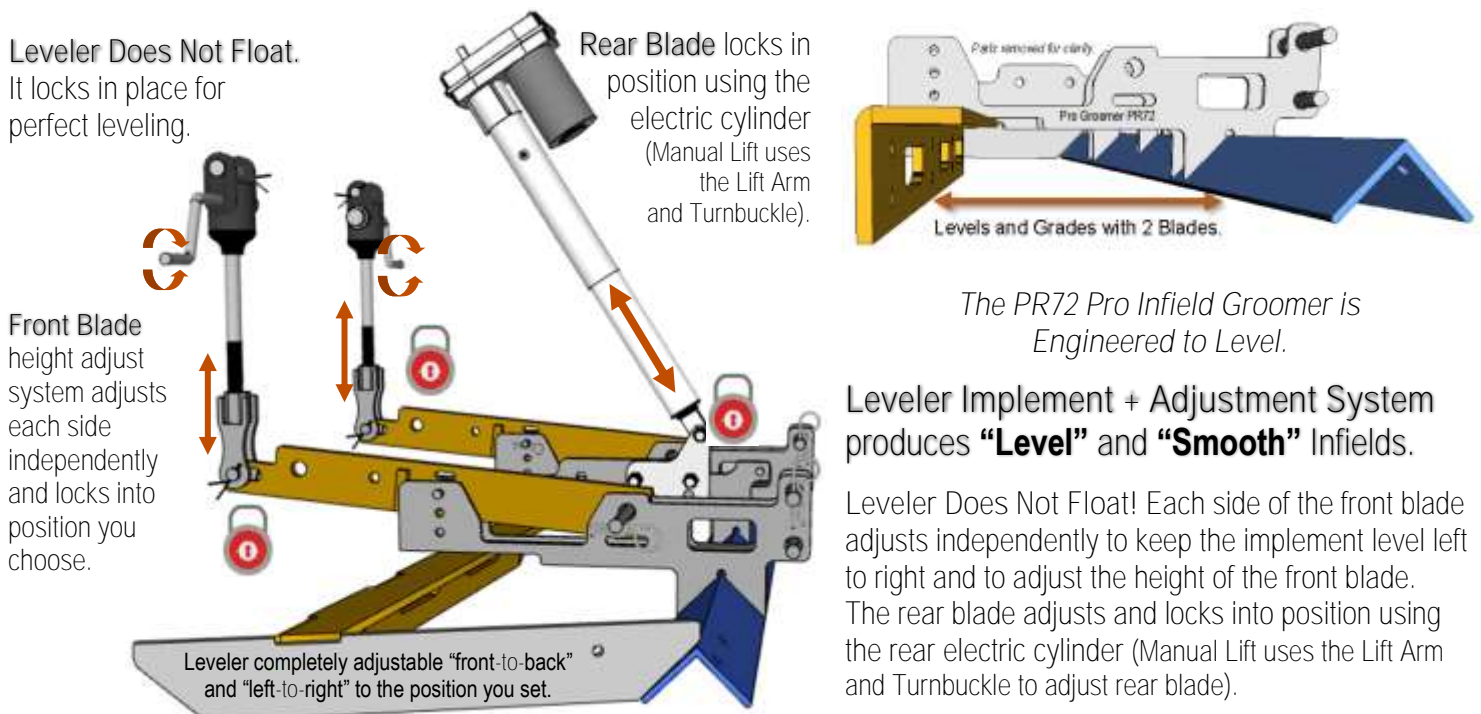 Leveler Does Not Float.
It locks in place for
perfect leveling.
Rear Blade locks in
position using the
electric cylinder
(Manual Lift uses
the Lift Arm
and Turnbuckle).
Front Blade
height adjust
system adjusts
each side
independently
and locks into
position you
choose.
Leveler completely adjustable “front-to-back”
and “left-to-right” to the position you set.
Parts removed for clarity.
Pro Groomer PR72
Levels and Grades with 2 Blades.
The PR72 Pro Infield Groomer is
Engineered to Level.
Leveler Implement + Adjustment System
produces “Level” and “Smooth” Infields.
Leveler Does Not Float! Each side of the front blade
adjusts independently to keep the implement level left
to right and to adjust the height of the front blade.
The rear blade adjusts and locks into position using
the rear electric cylinder (Manual Lift uses the Lift Arm
and Turnbuckle to adjust rear blade).